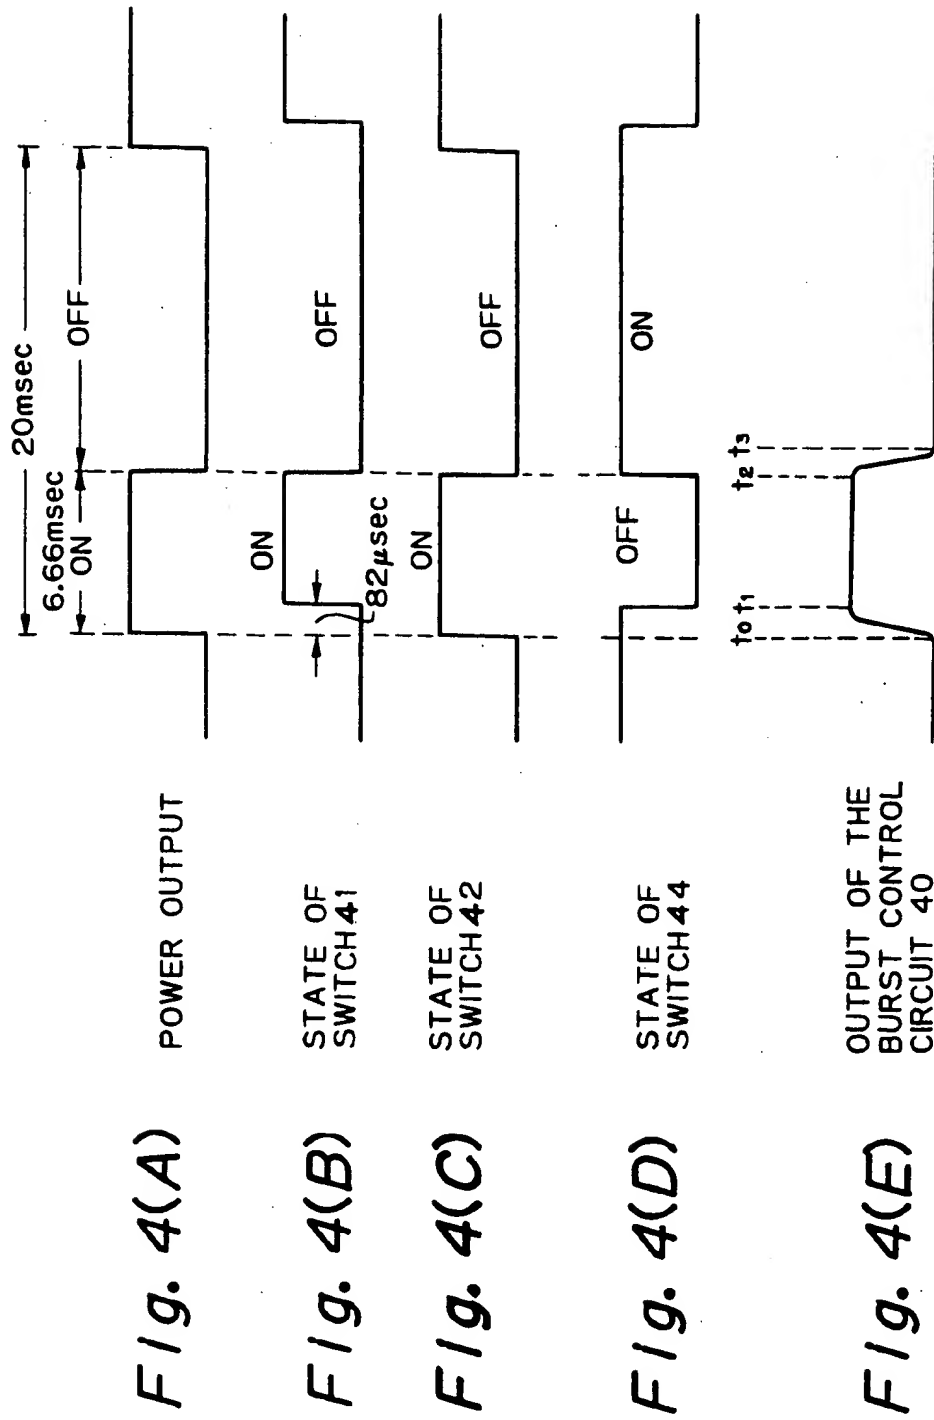 20msec
6.66msec
ON
OFF
Fig. 4(A)
POWER OUTPUT
ON
OFF
82μsec
Fig. 4(B)
STATE OF
SWITCH 41
ON
OFF
Fig. 4(C)
STATE OF
SWITCH 42
OFF
ON
Fig. 4(D)
STATE OF
SWITCH 44
t0 t1
t2 t3
Fig. 4(E)
OUTPUT OF THE
BURST CONTROL
CIRCUIT 40